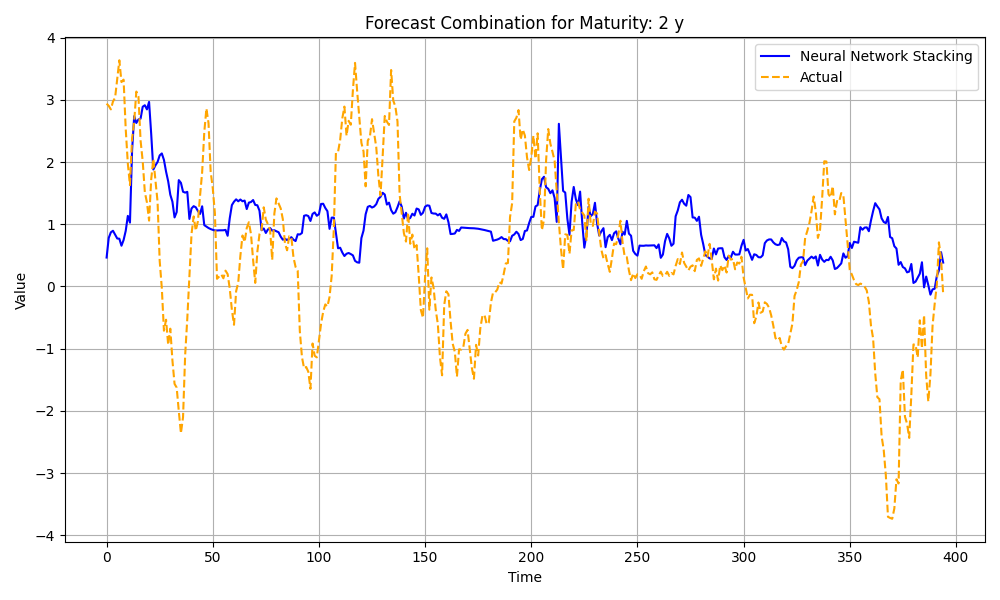 Forecast Combination for Maturity: 2 y
Neural Network Stacking
Actual
Value
4
3
2
1
0
−1
−2
−3
−4
0 50 100 150 200 250 300 350 400
Time